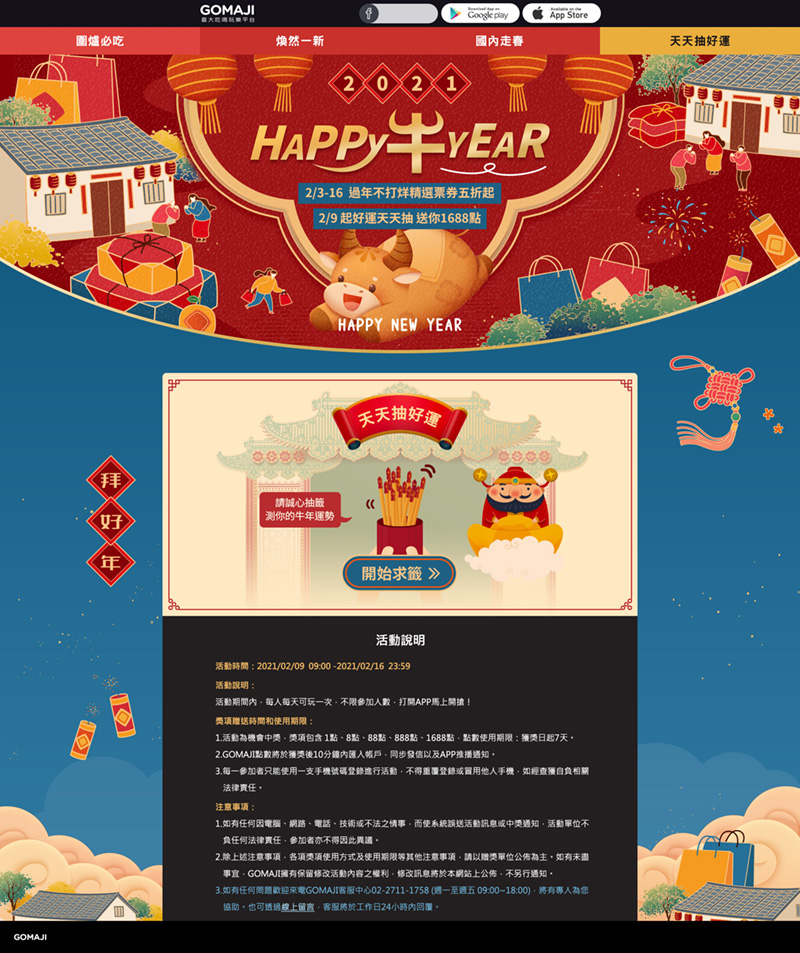 GOMAJI
最大吃喝玩樂平台
Download App on
Google play
Available on the
App Store
圍爐必吃
煥然一新
國內走春
天天抽好運
2021
HAPPY牛YEAR
2/3-16 過年不打烊精選票券五折起
2/9 起好運天天抽 送你1688點
HAPPY NEW YEAR
天天抽好運
請誠心抽籤
測你的牛年運勢
開始求籤
拜
好
年
活動說明
活動時間：2021/02/09 09:00 -2021/02/16 23:59
活動說明：
活動期間內，每人每天可玩一次，不限參加人數，打開APP馬上開搶！
獎項贈送時間和使用期限：
1.活動為機會中獎，獎項包含 1點、8點、88點、888點、1688點，點數使用期限：獲獎日起7天。
2.GOMAJI點數將於獲獎後10分鐘內匯入帳戶，同步發信以及APP推播通知。
3.每一參加者只能使用一支手機號碼登錄進行活動，不得重覆登錄或冒用他人手機，如經查獲自負相關
法律責任。
注意事項：
1.如有任何因電腦、網路、電話、技術或不法之情事，而使系統誤送活動訊息或中獎通知，活動單位不
負任何法律責任，參加者亦不得因此異議。
2.除上述注意事項，各項獎項使用方式及使用期限等其他注意事項，請以贈獎單位公佈為主。如有未盡
事宜，GOMAJI擁有保留修改活動內容之權利，修改訊息將於本網站上公佈，不另行通知。
3.如有任何問題歡迎來電GOMAJI客服中心02-2711-1758 (週一至週五 09:00~18:00)，將有專人為您
協助。也可透過線上留言，客服將於工作日24小時內回覆。
GOMAJI